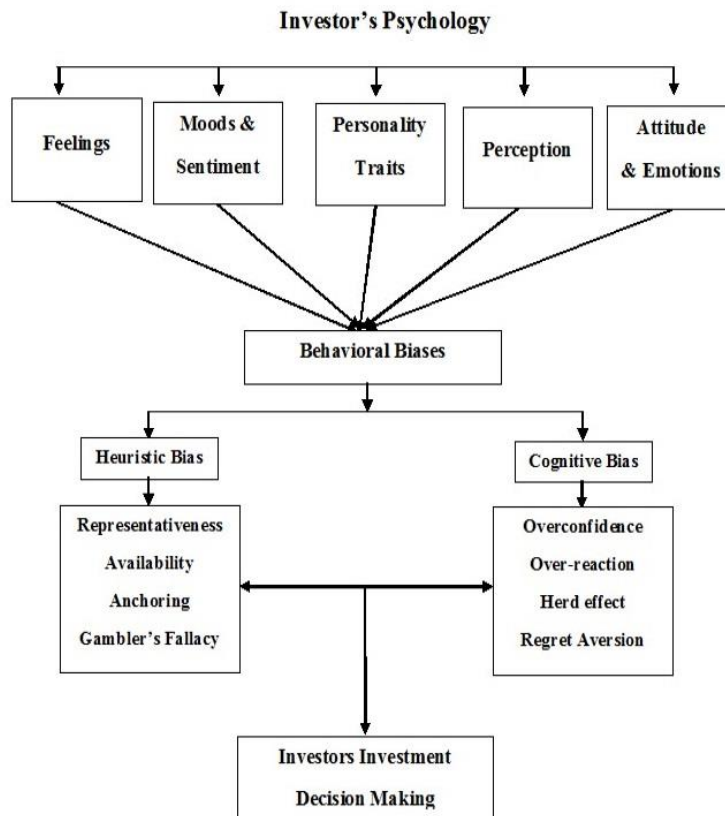 Investor’s Psychology
Feelings
Moods &
Sentiment
Personality
Traits
Perception
Attitude
& Emotions
Behavioral Biases
Heuristic Bias
Cognitive Bias
Representativeness
Availability
Anchoring
Gambler’s Fallacy
Overconfidence
Over-reaction
Herd effect
Regret Aversion
Investors Investment
Decision Making